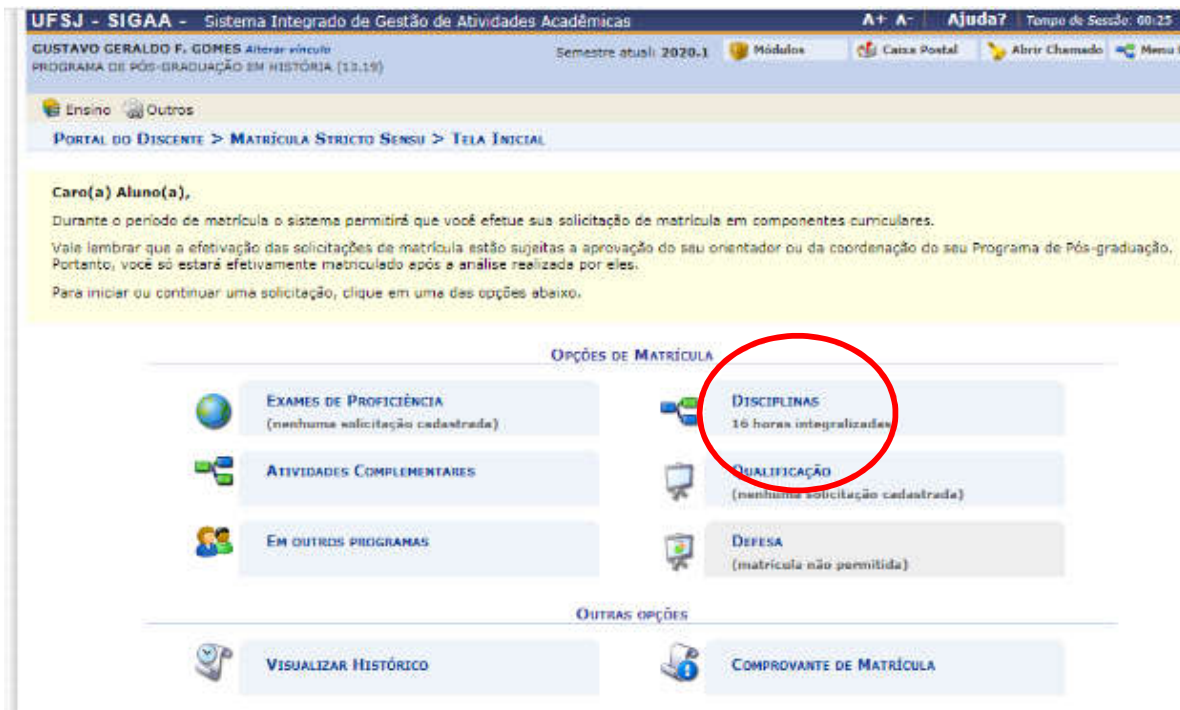 UFSJ - SIGAA - Sistema Integrado de Gestão de Atividades Acadêmicas A+ A- Ajuda? Tempo de Sessão: 00:25
GUSTAVO GERALDO F. GOMES Alterar vínculo Semestre atual: 2020.1 Módulos Caixa Postal Abrir Chamado Menu
PROGRAMA DE PÓS-GRADUAÇÃO EM HISTÓRIA (13.19)
Ensino Outros
PORTAL DO DISCENTE > MATRÍCULA STRICTO SENSU > TELA INICIAL
Caro(a) Aluno(a),
Durante o período de matrícula o sistema permitirá que você efetue sua solicitação de matrícula em componentes curriculares.
Vale lembrar que a efetivação das solicitações de matrícula estão sujeitas a aprovação do seu orientador ou da coordenação do seu Programa de Pós-graduação.
Portanto, você só estará efetivamente matriculado após a análise realizada por eles.
Para iniciar ou continuar uma solicitação, clique em uma das opções abaixo.
OPÇÕES DE MATRÍCULA
EXAMES DE PROFICIÊNCIA
(nenhuma solicitação cadastrada)
DISCIPLINAS
16 horas integralizadas
ATIVIDADES COMPLEMENTARES
QUALIFICAÇÃO
(nenhuma solicitação cadastrada)
EM OUTROS PROGRAMAS
DEFESA
(matrícula não permitida)
OUTRAS OPÇÕES
VISUALIZAR HISTÓRICO
COMPROVANTE DE MATRÍCULA